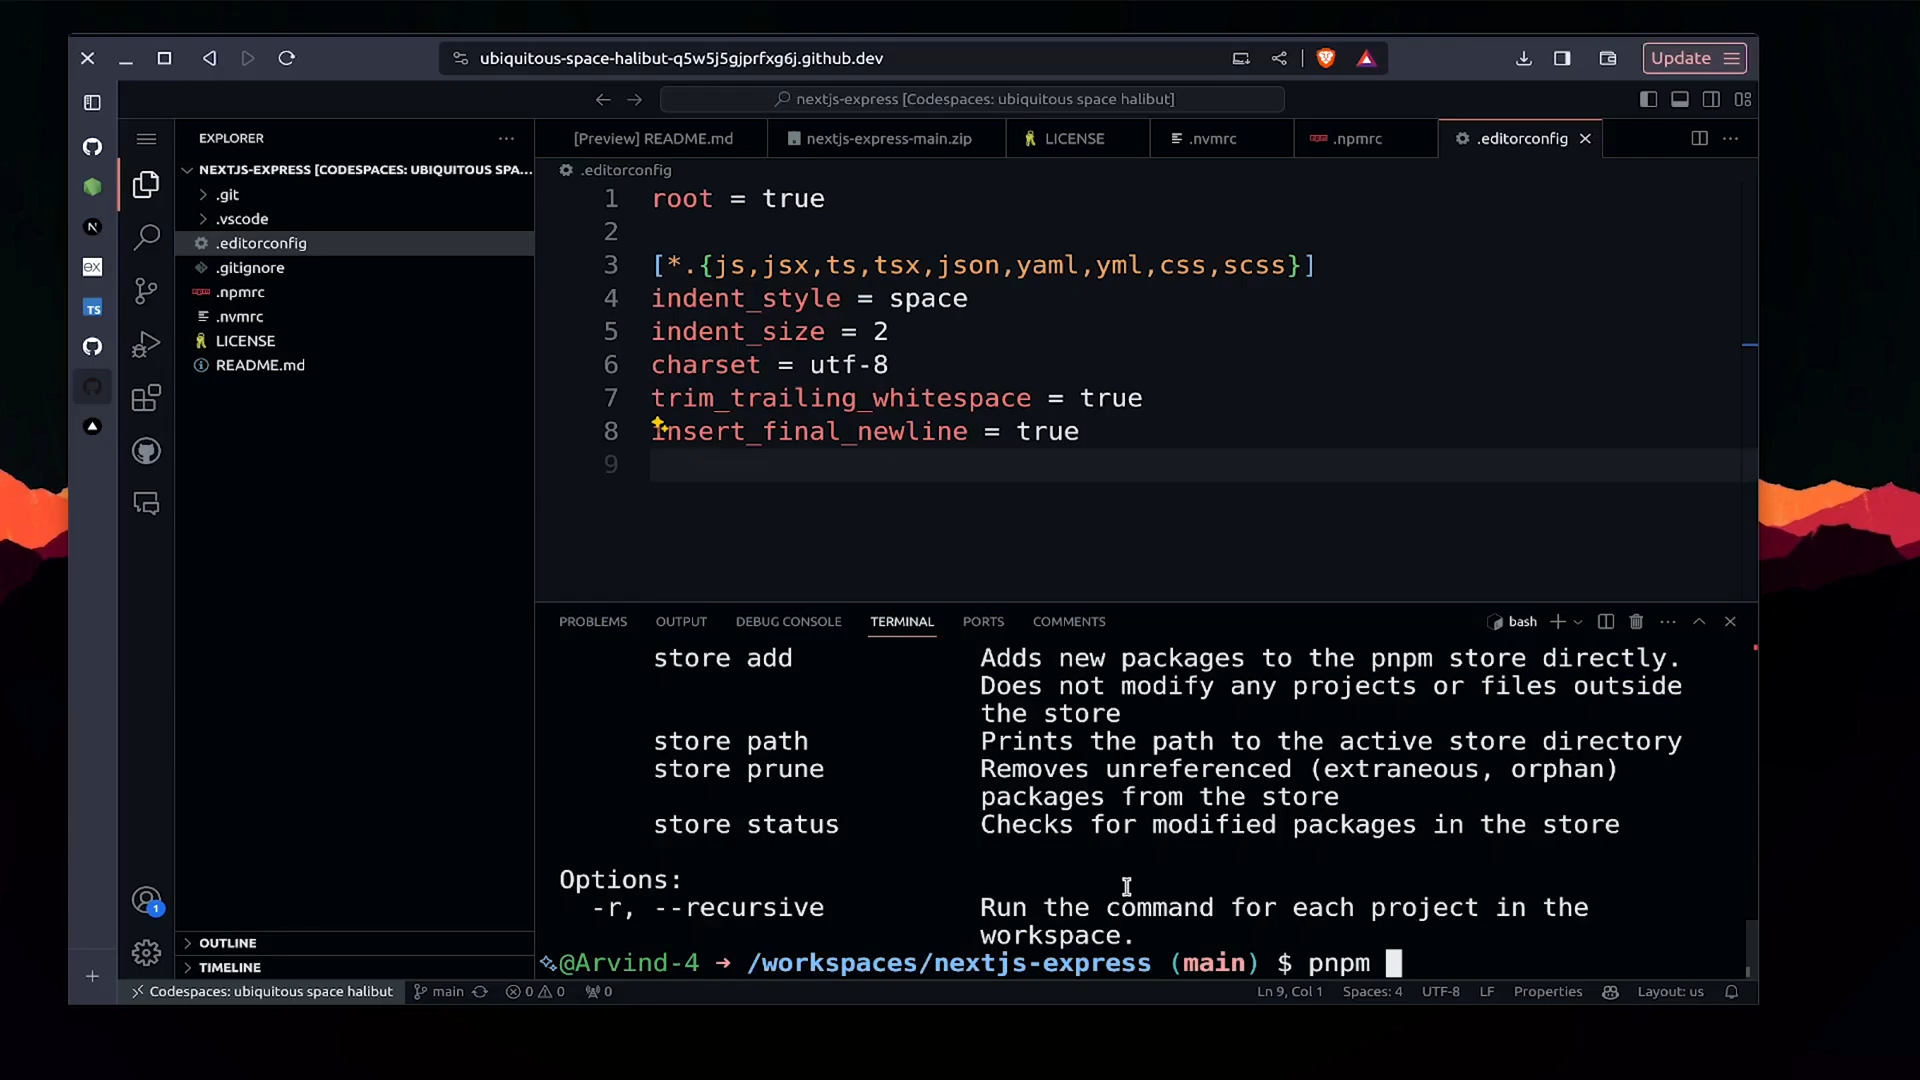 ubiquitous-space-halibut-q5w5j5gjprfxg6j.github.dev
Update
nextjs-express [Codespaces: ubiquitous space halibut]
EXPLORER
[Preview] README.md
nextjs-express-main.zip
LICENSE
.nvmrc
.npmrc
.editorconfig
NEXTJS-EXPRESS [CODESPACES: UBIQUITOUS SPA...
.git
.vscode
.editorconfig
.gitignore
.npmrc
.nvmrc
LICENSE
README.md
OUTLINE
TIMELINE
N
ex
TS
1
.editorconfig
1 root = true
2
3 [*.{js,jsx,ts,tsx,json,yaml,yml,css,scss}]
4 indent_style = space
5 indent_size = 2
6 charset = utf-8
7 trim_trailing_whitespace = true
8 insert_final_newline = true
9
PROBLEMS OUTPUT DEBUG CONSOLE TERMINAL PORTS COMMENTS
bash
store add Adds new packages to the pnpm store directly.
Does not modify any projects or files outside
the store
store path Prints the path to the active store directory
store prune Removes unreferenced (extraneous, orphan)
packages from the store
store status Checks for modified packages in the store
Options:
-r, --recursive Run the command for each project in the
workspace.
@Arvind-4 → /workspaces/nextjs-express (main) $ pnpm
Codespaces: ubiquitous space halibut
main
0 0
0
Ln 9, Col 1
Spaces: 4
UTF-8
LF
Properties
Layout: us